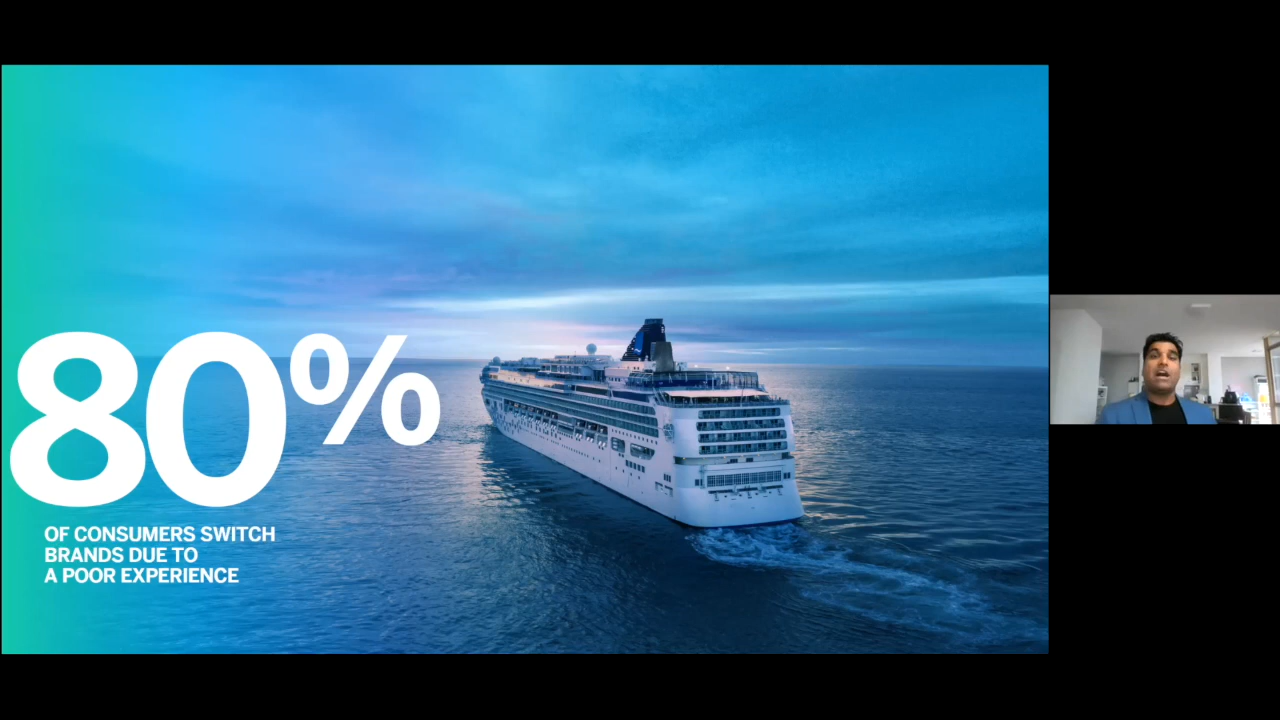 80%
OF CONSUMERS SWITCH
BRANDS DUE TO
A POOR EXPERIENCE